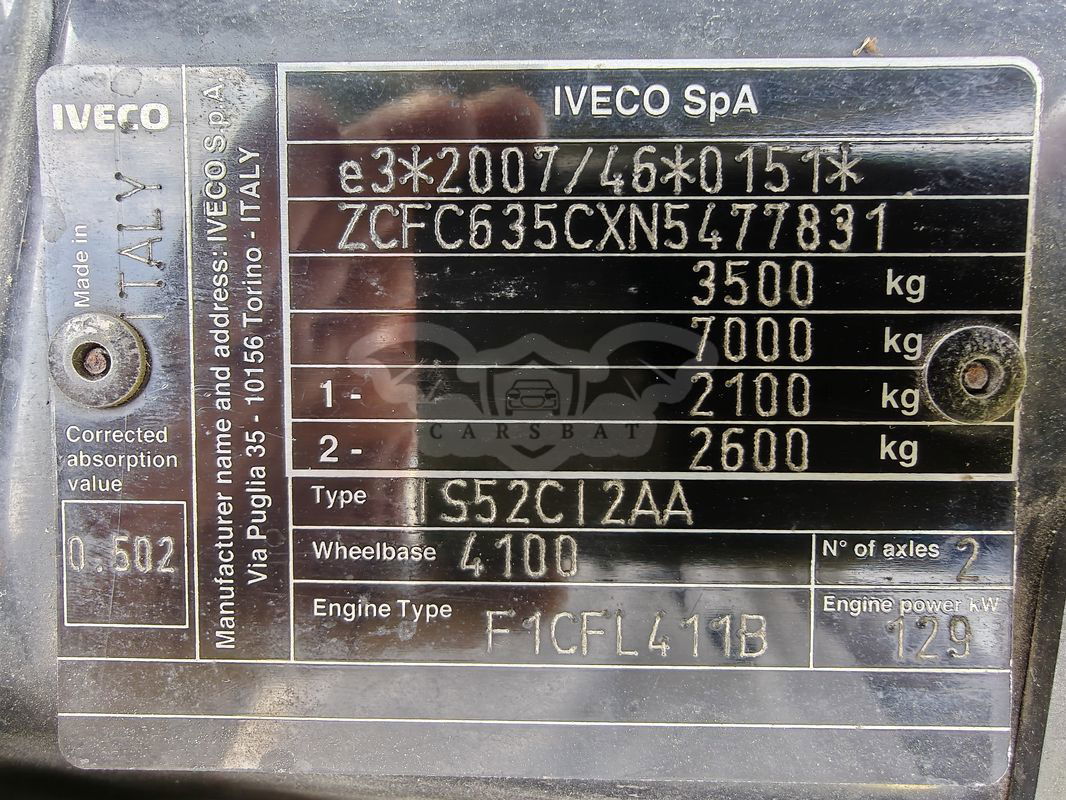 IVECO
Made in ITALY
Corrected
absorption
value
0.502
Manufacturer name and address: IVECO S.p.A.
Via Puglia 35 - 10156 Torino - ITALY
IVECO SpA
e3*2007/46*0151*
ZCFC635CXN5477831
3500 kg
7000 kg
1 - 2100 kg
2 - 2600 kg
Type IS52CI2AA
Wheelbase 4100
N° of axles 2
Engine Type F1CFL411B
Engine power kW
129
CARSBAT